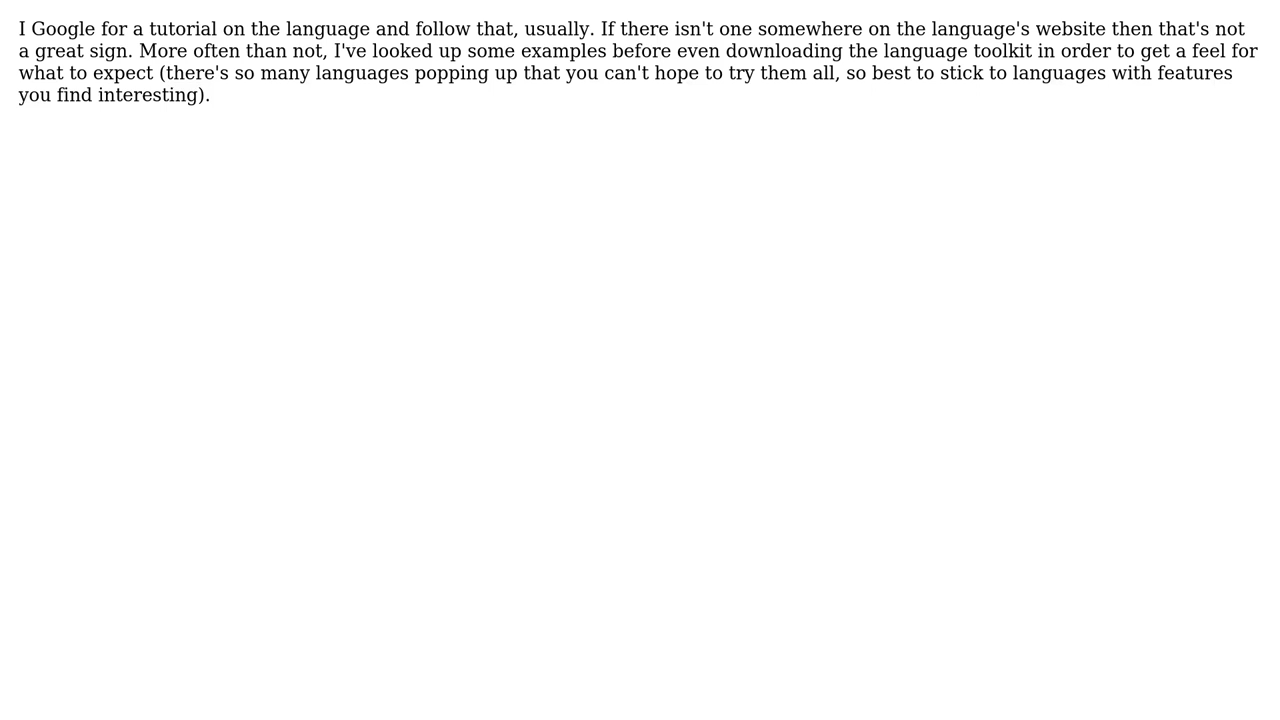 I Google for a tutorial on the language and follow that, usually. If there isn't one somewhere on the language's website then that's not
a great sign. More often than not, I've looked up some examples before even downloading the language toolkit in order to get a feel for
what to expect (there's so many languages popping up that you can't hope to try them all, so best to stick to languages with features
you find interesting).